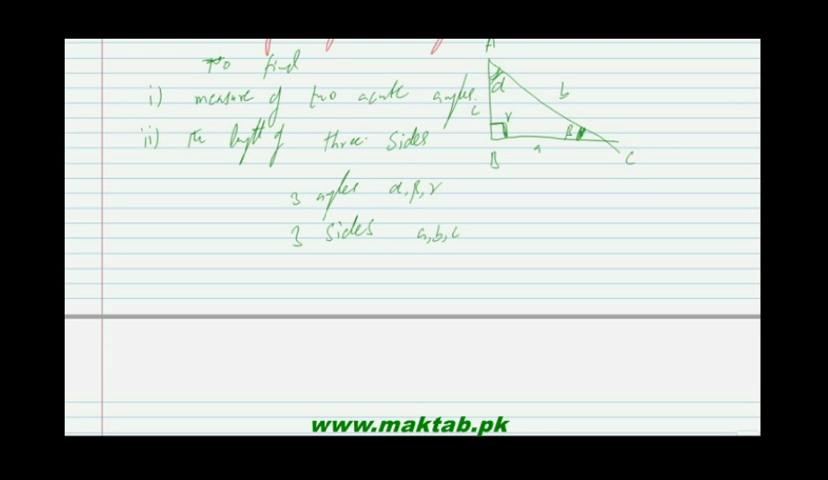 To find
i) measure of two acute angles.
ii) the length of three sides
3 angles α, β, γ
3 sides a, b, c
A
α
b
c
γ
β
a
B
C
www.maktab.pk